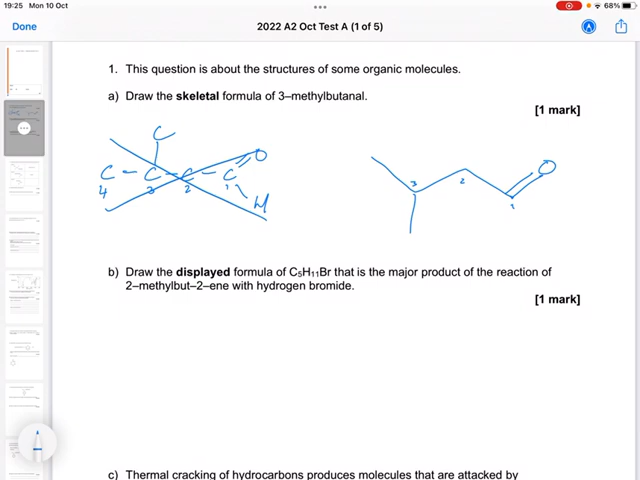 19:25 Mon 10 Oct
68%
Done
2022 A2 Oct Test A (1 of 5)
1. This question is about the structures of some organic molecules.
a) Draw the skeletal formula of 3–methylbutanal.
[1 mark]
C
O
C – C – C – C
4 3 2 1
H
O
3 2 1
b) Draw the displayed formula of C₅H₁₁Br that is the major product of the reaction of
2–methylbut–2–ene with hydrogen bromide.
[1 mark]
c) Thermal cracking of hydrocarbons produces molecules that are attacked by